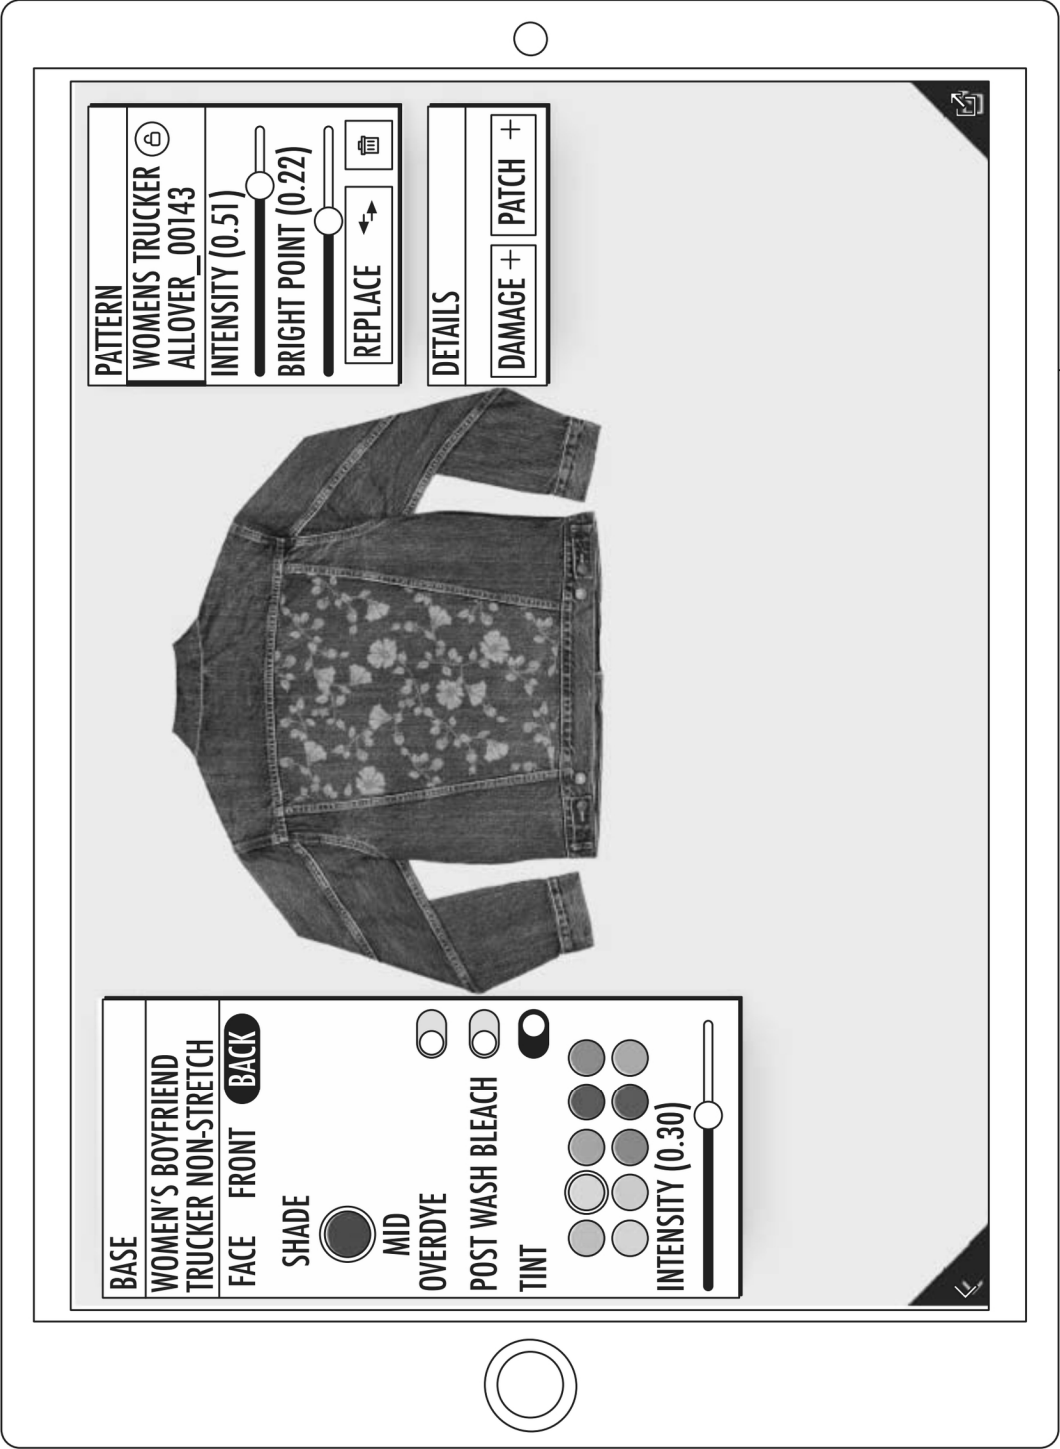 BASE
WOMEN'S BOYFRIEND
TRUCKER NON-STRETCH
FACE FRONT BACK
SHADE
MID
OVERDYE
POST WASH BLEACH
TINT
INTENSITY (0.30)
PATTERN
WOMENS TRUCKER
ALLOVER_00143
INTENSITY (0.51)
BRIGHT POINT (0.22)
REPLACE
DETAILS
DAMAGE + PATCH +